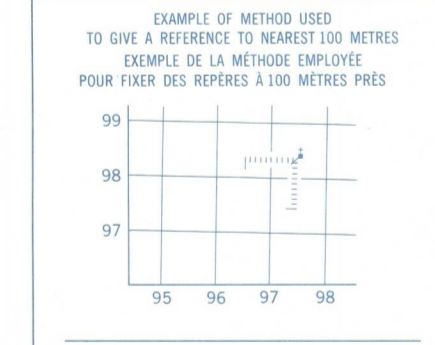 EXAMPLE OF METHOD USED
TO GIVE A REFERENCE TO NEAREST 100 METRES
EXEMPLE DE LA MÉTHODE EMPLOYÉE
POUR FIXER DES REPÈRES À 100 MÈTRES PRÈS
99
98
97
95 96 97 98